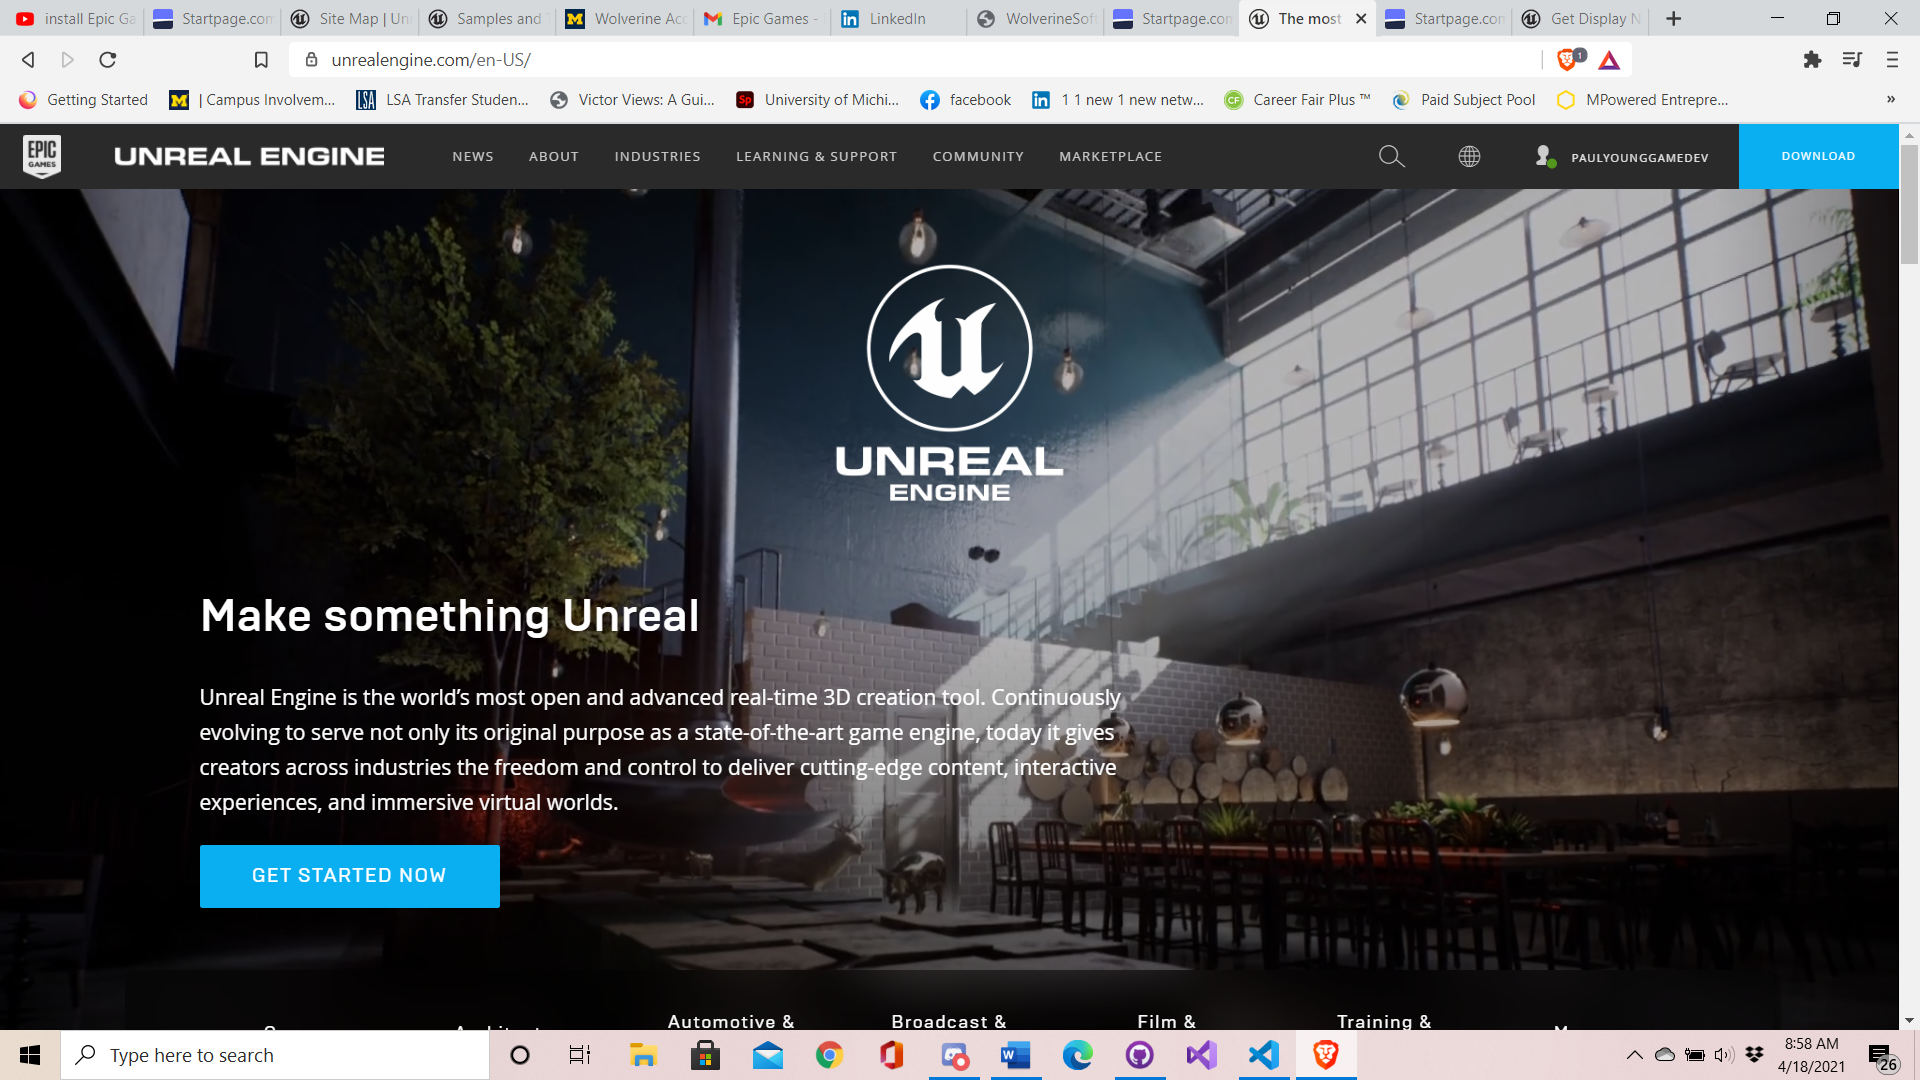 install Epic Ga
Startpage.com
Site Map | Un
Samples and T
Wolverine Acc
Epic Games -
LinkedIn
WolverineSoft
Startpage.com
The most
Startpage.com
Get Display N
unrealengine.com/en-US/
1
Getting Started
| Campus Involvem...
LSA Transfer Studen...
Victor Views: A Gui...
University of Michi...
facebook
1 1 new 1 new netw...
Career Fair Plus ™
Paid Subject Pool
MPowered Entrepre...
»
EPIC
GAMES
UNREAL ENGINE
NEWS
ABOUT
INDUSTRIES
LEARNING & SUPPORT
COMMUNITY
MARKETPLACE
PAULYOUNGGAMEDEV
DOWNLOAD
UNREAL
ENGINE
Make something Unreal
Unreal Engine is the world’s most open and advanced real-time 3D creation tool. Continuously
evolving to serve not only its original purpose as a state-of-the-art game engine, today it gives
creators across industries the freedom and control to deliver cutting-edge content, interactive
experiences, and immersive virtual worlds.
GET STARTED NOW
Automotive &
Broadcast &
Film &
Training &
Type here to search
8:58 AM
4/18/2021
26